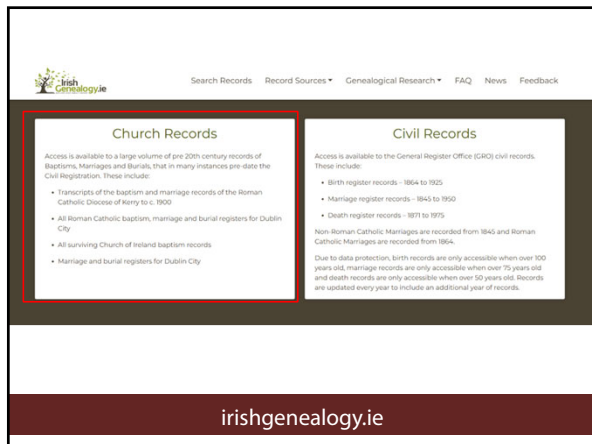 Irish
Genealogy.ie
Search Records Record Sources Genealogical Research FAQ News Feedback
Church Records
Access is available to a large volume of pre 20th century records of
Baptisms, Marriages and Burials, that in many instances pre-date the
Civil Registration. These include:
• Transcripts of the baptism and marriage records of the Roman
Catholic Diocese of Kerry to c. 1900
• All Roman Catholic baptism, marriage and burial registers for Dublin
City
• All surviving Church of Ireland baptism records
• Marriage and burial registers for Dublin City
Civil Records
Access is available to the General Register Office (GRO) civil records.
These include:
• Birth register records – 1864 to 1925
• Marriage register records – 1845 to 1950
• Death register records – 1871 to 1975
Non-Roman Catholic Marriages are recorded from 1845 and Roman
Catholic Marriages are recorded from 1864.
Due to data protection, birth records are only accessible when over 100
years old, marriage records are only accessible when over 75 years old
and death records are only accessible when over 50 years old. Records
are updated every year to include an additional year of records.
irishgenealogy.ie